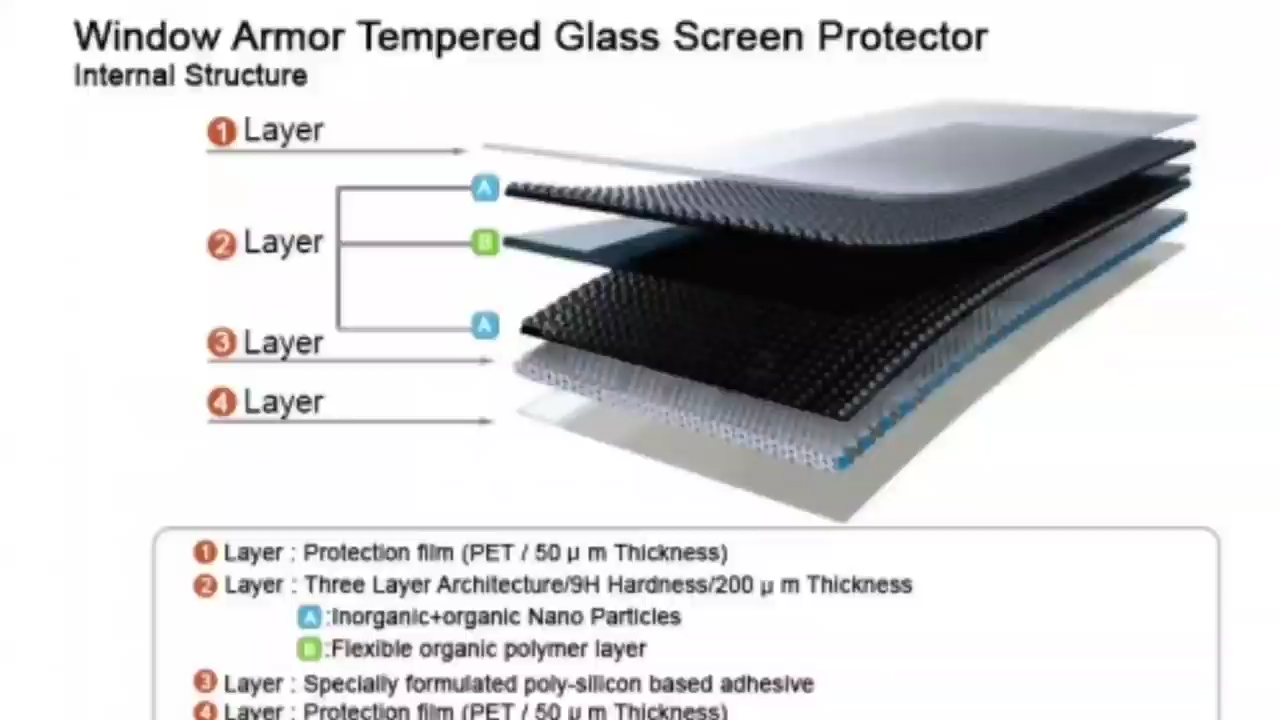 Window Armor Tempered Glass Screen Protector
Internal Structure
1 Layer
A
2 Layer
B
A
3 Layer
4 Layer
1 Layer : Protection film (PET / 50 μ m Thickness)
2 Layer : Three Layer Architecture/9H Hardness/200 μ m Thickness
A :Inorganic+organic Nano Particles
B :Flexible organic polymer layer
3 Layer : Specially formulated poly-silicon based adhesive
4 Layer : Protection film (PET / 50 μ m Thickness)